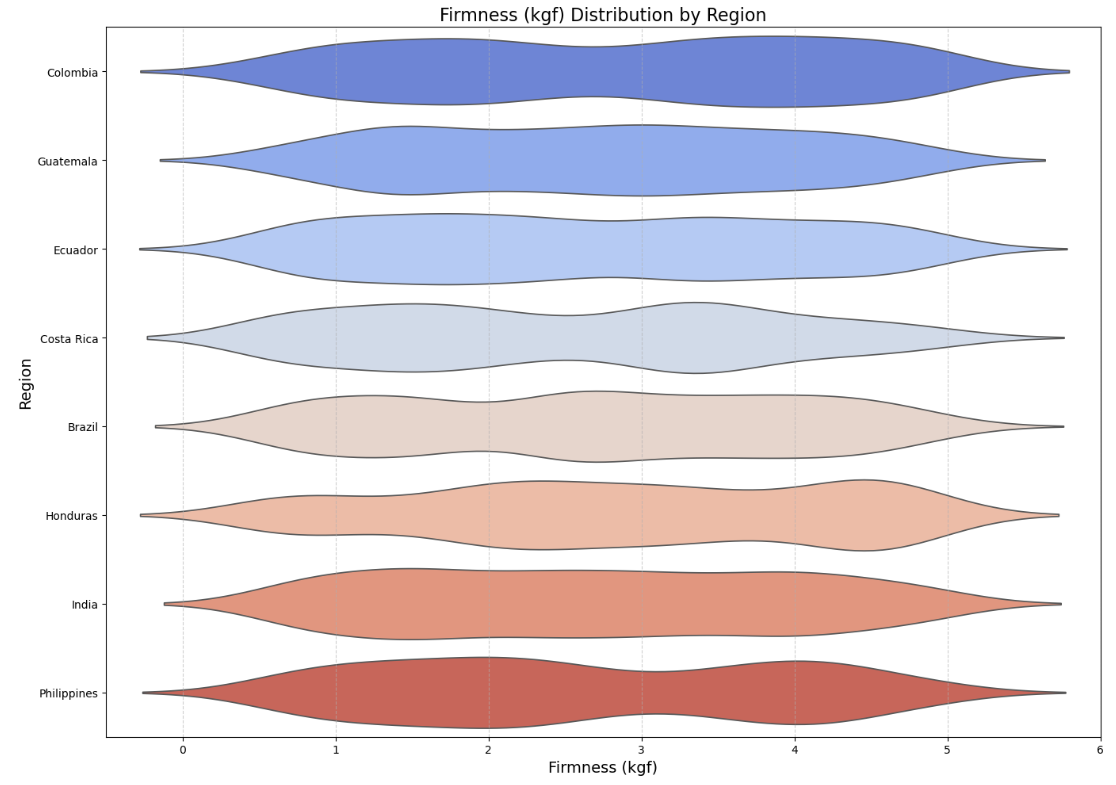 Firmness (kgf) Distribution by Region
Region
Colombia
Guatemala
Ecuador
Costa Rica
Brazil
Honduras
India
Philippines
0 1 2 3 4 5 6
Firmness (kgf)